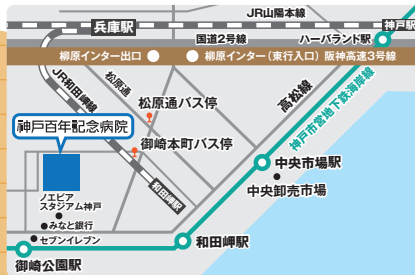 JR山陽本線
兵庫駅
神戸駅
国道2号線
ハーバランド駅
柳原インター出口
柳原インター(東行入口)
阪神高速3号線
JR和田岬線
松原通
高松線
神戸市営地下鉄海岸線
松原通バス停
神戸百年記念病院
御崎本町バス停
中央市場駅
和田岬駅
中央卸売市場
ノエビア
スタジアム神戸
みなと銀行
セブンイレブン
和田岬駅
御崎公園駅